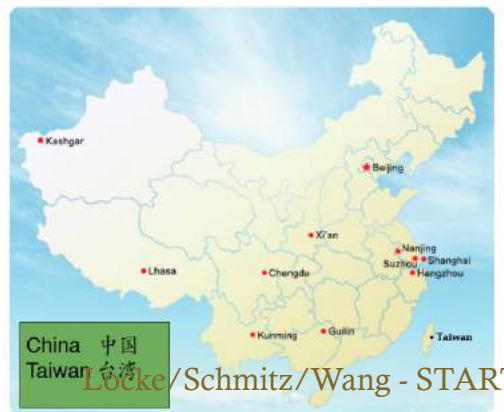 Kashgar
Beijing
Xi'an
Nanjing
Suzhou
Shanghai
Hangzhou
Lhasa
Chengdu
Kunming
Guilin
Taiwan
China 中国
Taiwan 台湾
Locke/Schmitz/Wang - START